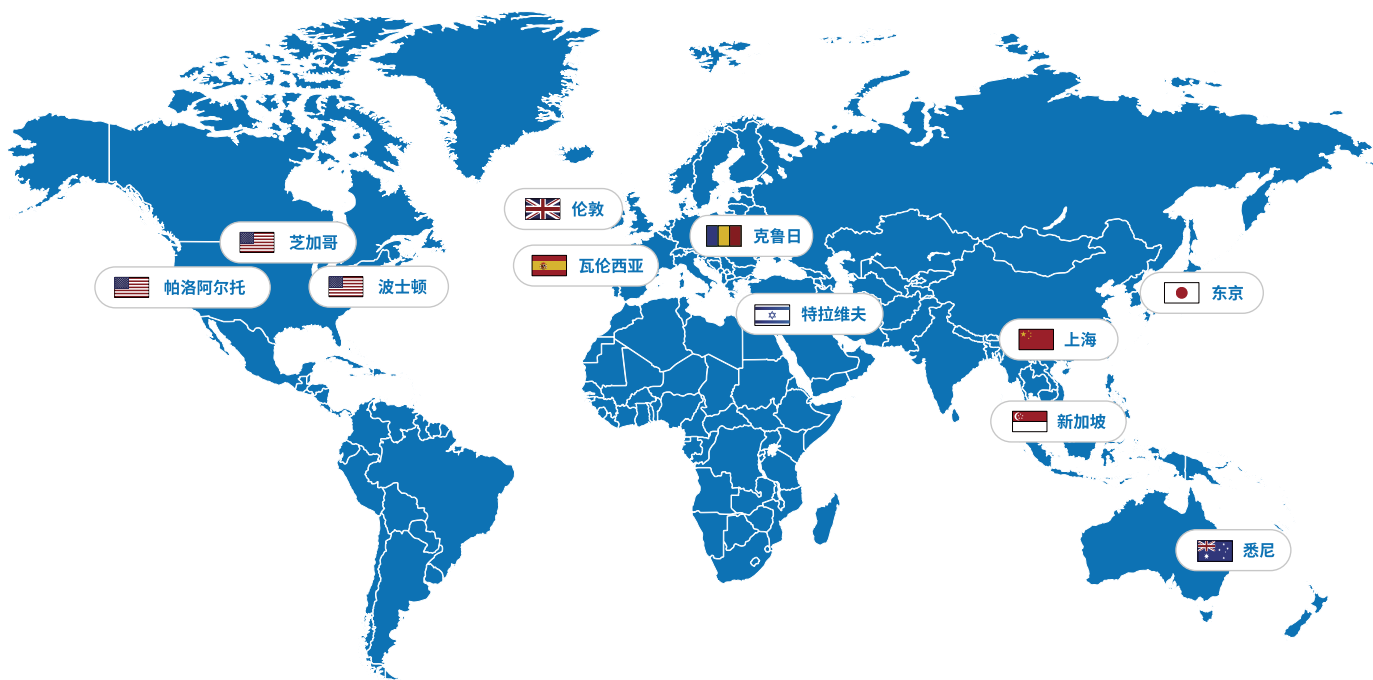 伦敦
克鲁日
芝加哥
瓦伦西亚
帕洛阿尔托
波士顿
东京
特拉维夫
上海
新加坡
悉尼